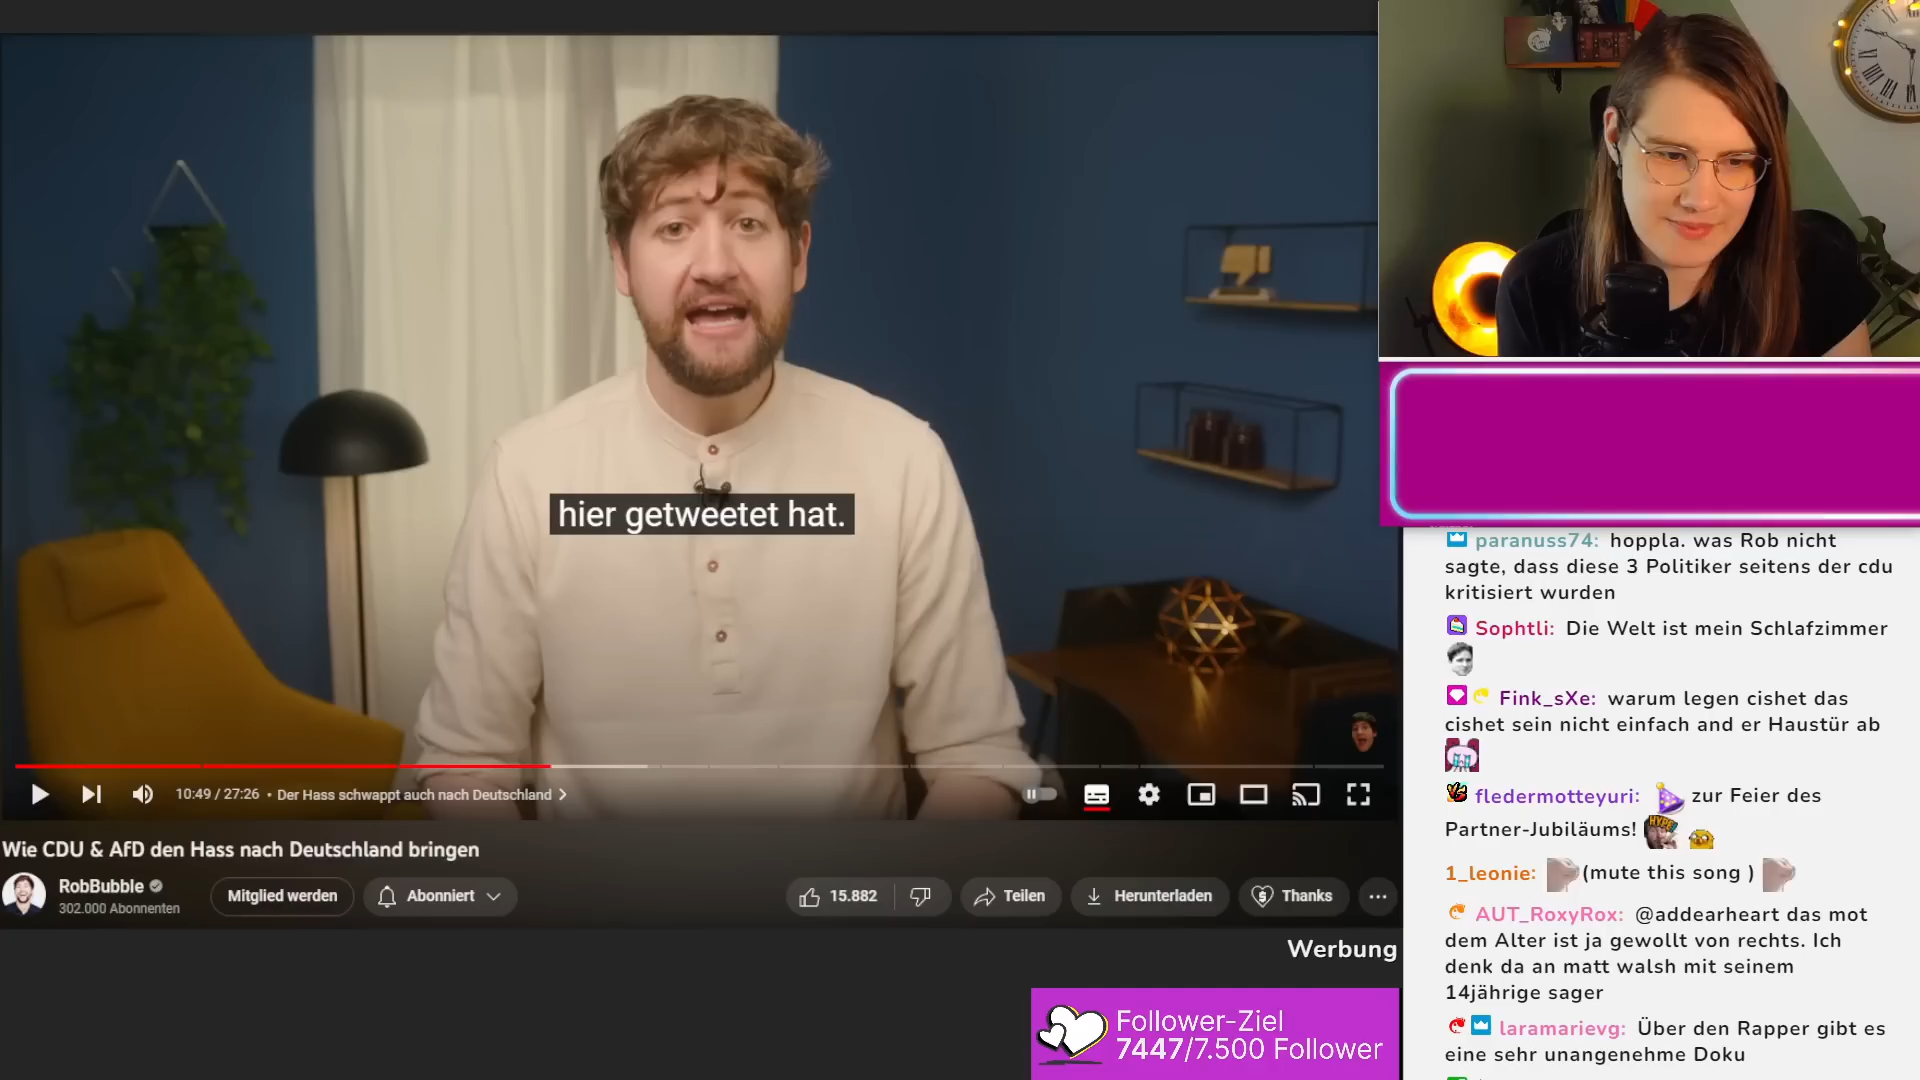 hier getweetet hat.
10:49 / 27:26 • Der Hass schwappt auch nach Deutschland
Wie CDU & AfD den Hass nach Deutschland bringen
RobBubble
302.000 Abonnenten
Mitglied werden
Abonniert
15.882
Teilen
Herunterladen
Thanks
Werbung
Follower-Ziel
7447/7.500 Follower
paranuss74: hoppla. was Rob nicht
sagte, dass diese 3 Politiker seitens der cdu
kritisiert wurden
Sophtli: Die Welt ist mein Schlafzimmer
Fink_sXe: warum legen cishet das
cishet sein nicht einfach and er Haustür ab
fledermotteyuri: zur Feier des
Partner-Jubiläums!
HYPE!
1_leonie: (mute this song )
AUT_RoxyRox: @addearheart das mot
dem Alter ist ja gewollt von rechts. Ich
denk da an matt walsh mit seinem
14jährige sager
laramarievg: Über den Rapper gibt es
eine sehr unangenehme Doku